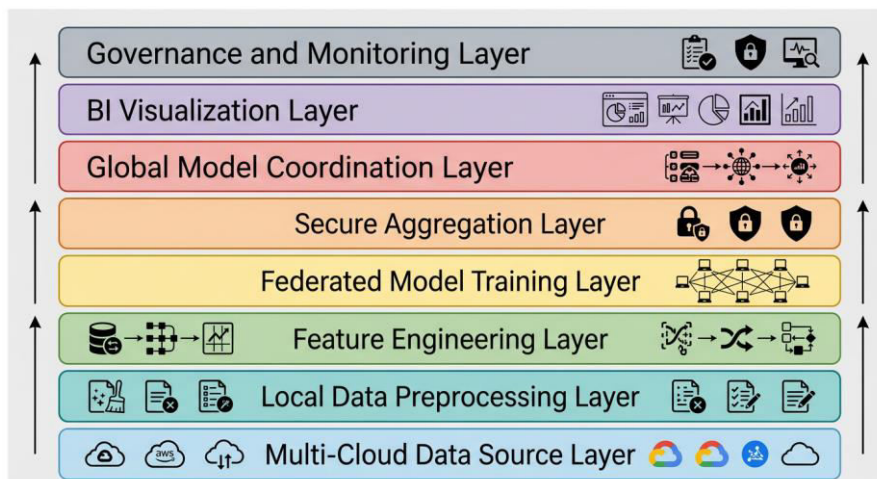 Governance and Monitoring Layer
BI Visualization Layer
Global Model Coordination Layer
Secure Aggregation Layer
Federated Model Training Layer
Feature Engineering Layer
Local Data Preprocessing Layer
aws
Multi-Cloud Data Source Layer